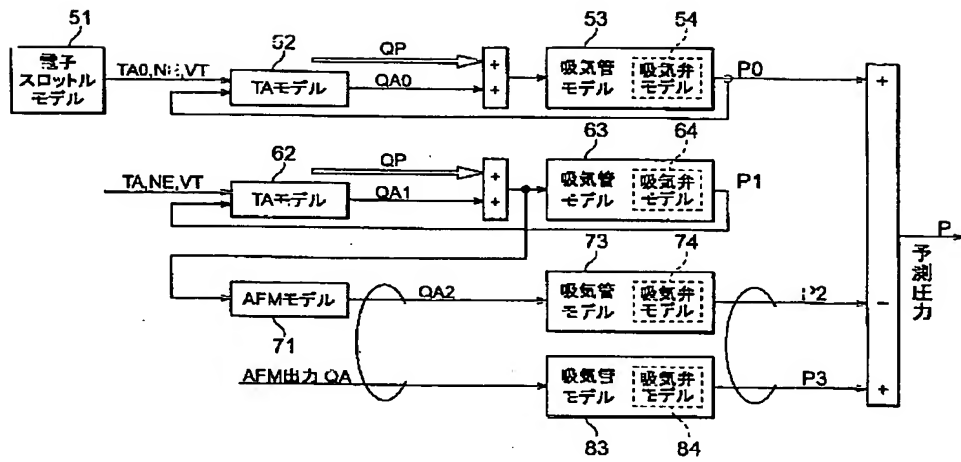 51
電子
スロットル
モデル
TA0,NE,VT
52
TAモデル
QP
QA0
+
+
53
54
吸気管
モデル
吸気弁
モデル
P0
+
62
TA,NE,VT
TAモデル
QP
QA1
+
+
63
64
吸気管
モデル
吸気弁
モデル
P1
P
予測圧力
AFMモデル
71
QA2
73
74
吸気管
モデル
吸気弁
モデル
P2
-
AFM出力 QA
吸気管
モデル
吸気弁
モデル
P3
+
83
84